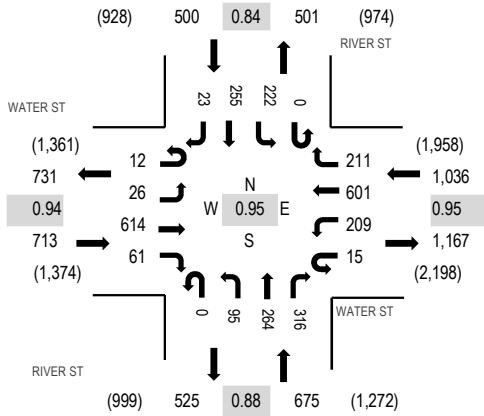 (928) 500 0.84 501 (974)
RIVER ST
WATER ST
23 255 222 0
(1,361) (1,958)
731 12 211 1,036
26 N 601
0.94 W 0.95 E 0.95
713 614 S 209 1,167
61 15
(1,374) (2,198)
0 95 264 316
WATER ST
RIVER ST
(999) 525 0.88 675 (1,272)